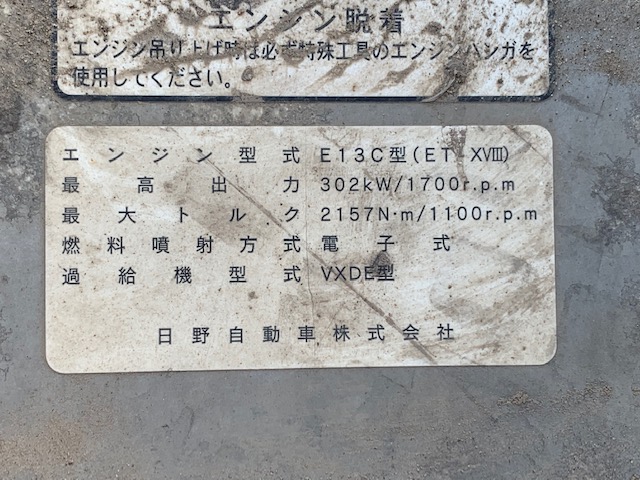 エンジン脱着
エンジン吊り上げ時は必ず特殊工具のエンジンハンガを
使用してください。
エンジン型式 E13C型(ET-XVIII)
最高出力 302kW/1700r.p.m
最大トルク 2157N·m/1100r.p.m
燃料噴射方式 電子式
過給機型式 VXDE型
日野自動車株式会社